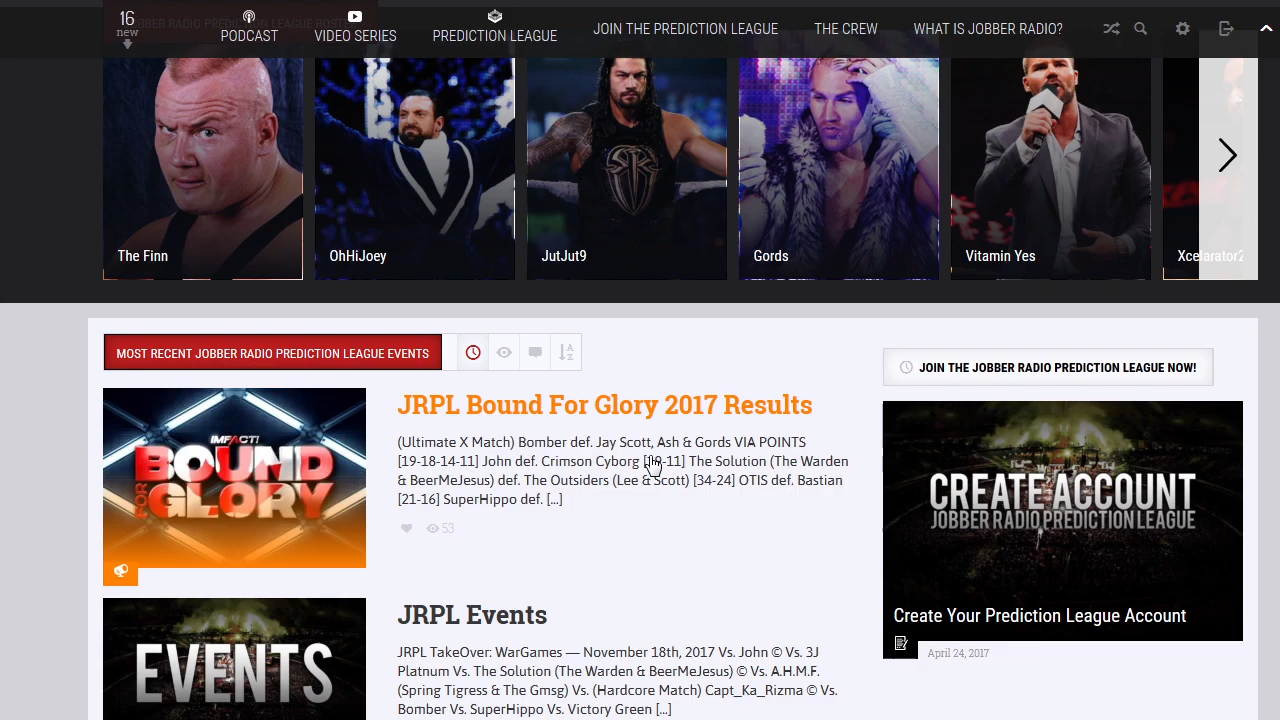 16
new
PODCAST
VIDEO SERIES
PREDICTION LEAGUE
JOIN THE PREDICTION LEAGUE
THE CREW
WHAT IS JOBBER RADIO?
The Finn
OhHiJoey
JutJut9
Gords
Vitamin Yes
MOST RECENT JOBBER RADIO PREDICTION LEAGUE EVENTS
JOIN THE JOBBER RADIO PREDICTION LEAGUE NOW!
IMPACT!
BOUND
FOR
GLORY
JRPL Bound For Glory 2017 Results
(Ultimate X Match) Bomber def. Jay Scott, Ash & Gords VIA POINTS
[19-18-14-11] John def. Crimson Cyborg [19-11] The Solution (The Warden
& BeerMeJesus) def. The Outsiders (Lee & Scott) [34-24] OTIS def. Bastian
[21-16] SuperHippo def. [...]
53
CREATE ACCOUNT
JOBBER RADIO PREDICTION LEAGUE
Create Your Prediction League Account
April 24, 2017
EVENTS
JRPL Events
JRPL TakeOver: WarGames — November 18th, 2017 Vs. John © Vs. 3J
Platnum Vs. The Solution (The Warden & BeerMeJesus) © Vs. A.H.M.F.
(Spring Tigress & The Gmsg) Vs. (Hardcore Match) Capt_Ka_Rizma © Vs.
Bomber Vs. SuperHippo Vs. Victory Green [...]